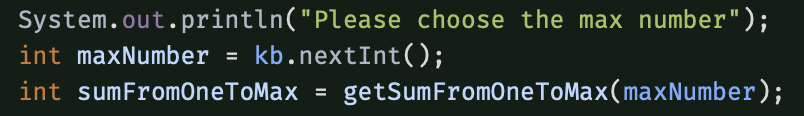 System.out.println("Please choose the max number");
int maxNumber = kb.nextInt();
int sumFromOneToMax = getSumFromOneToMax(maxNumber);